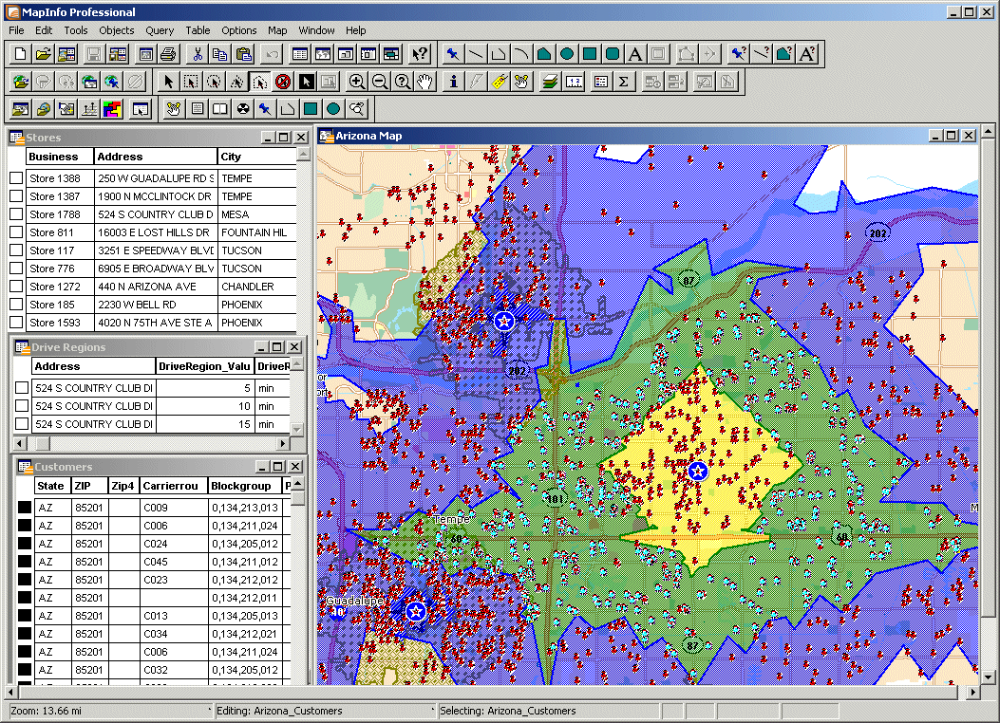 MapInfo Professional
File Edit Tools Objects Query Table Options Map Window Help
Stores
Business Address City
Store 1388 250 W GUADALUPE RD S TEMPE
Store 1387 1900 N MCCLINTOCK DR TEMPE
Store 1788 524 S COUNTRY CLUB D MESA
Store 811 16003 E LOST HILLS DR FOUNTAIN HIL
Store 117 3251 E SPEEDWAY BLVD TUCSON
Store 776 6905 E BROADWAY BLV TUCSON
Store 1272 440 N ARIZONA AVE CHANDLER
Store 185 2230 W BELL RD PHOENIX
Store 1593 4020 N 75TH AVE STE A PHOENIX
Drive Regions
Address DriveRegion_Valu DriveR
524 S COUNTRY CLUB DI 5 min
524 S COUNTRY CLUB DI 10 min
524 S COUNTRY CLUB DI 15 min
Customers
State ZIP Zip4 Carrierrou Blockgroup P
AZ 85201 C009 0,134,213,013
AZ 85201 C006 0,134,211,024
AZ 85201 C024 0,134,205,012
AZ 85201 C045 0,134,211,012
AZ 85201 C023 0,134,212,012
AZ 85201 0,134,212,011
AZ 85201 C013 0,134,205,013
AZ 85201 C034 0,134,212,021
AZ 85201 C006 0,134,211,024
AZ 85201 C032 0,134,205,012
Arizona Map
202
87
202
101
Tempe
60
60
Guadalupe
10
87
M
Zoom: 13.66 mi
Editing: Arizona_Customers
Selecting: Arizona_Customers